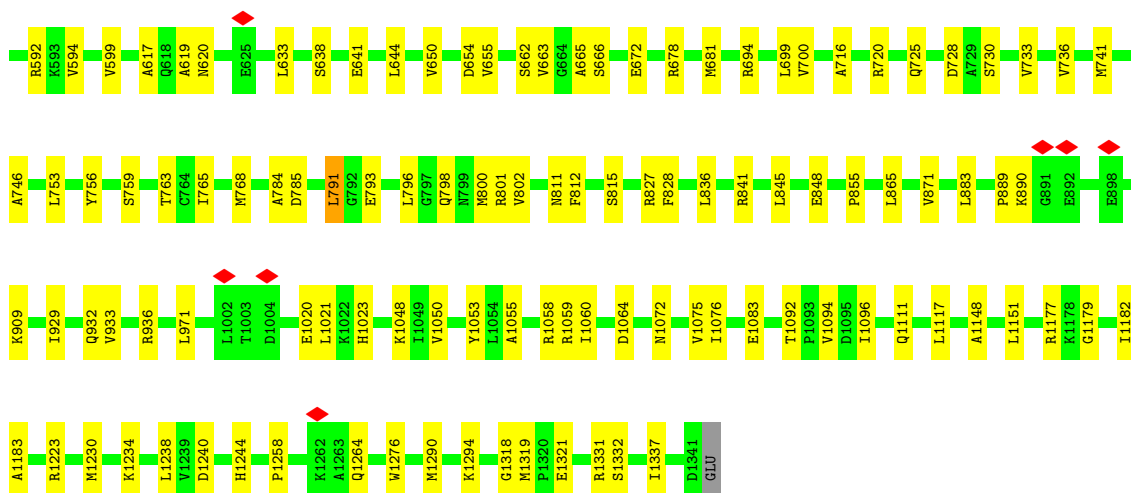 R592 K593 V594 V599 A617 Q618 A619 N620 E625 L633 S638 E641 L644 V650 D654 V655 S662 V663 G664 A665 S666 E672 R678 M681 R694 L699 V700 A716 R720 Q725 D728 A729 S730 V733 V736 M741
A746 L753 Y756 S759 T763 C764 I765 M768 A784 D785 L791 G792 E793 L796 G797 Q798 N799 M800 R801 V802 N811 F812 S815 R827 F828 L836 R841 L845 E848 P855 L865 V871 L883 P889 K890 G891 E892 E898
K909 I929 Q932 V933 R936 L971 L1002 T1003 D1004 E1020 L1021 K1022 H1023 K1048 I1049 V1050 Y1053 L1054 A1055 R1058 R1059 I1060 D1064 N1072 V1075 I1076 E1083 T1092 P1093 V1094 D1095 I1096 Q1111 L1117 A1148 L1151 R1177 K1178 G1179 I1182
A1183 R1223 M1230 K1234 L1238 V1239 D1240 H1244 P1258 K1262 A1263 Q1264 W1276 M1290 K1294 G1318 M1319 P1320 E1321 R1331 S1332 I1337 D1341 GLU